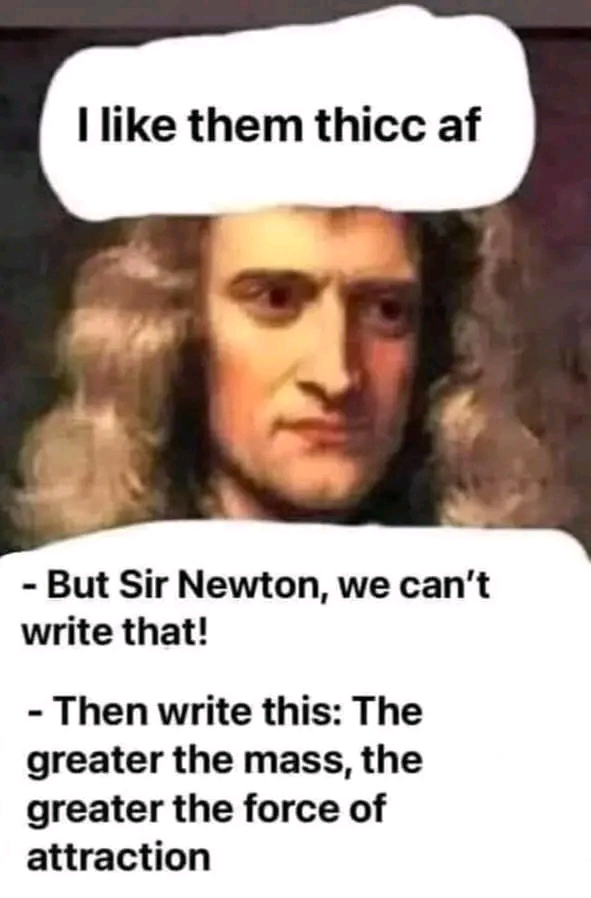 I like them thicc af
- But Sir Newton, we can't
write that!
- Then write this: The
greater the mass, the
greater the force of
attraction